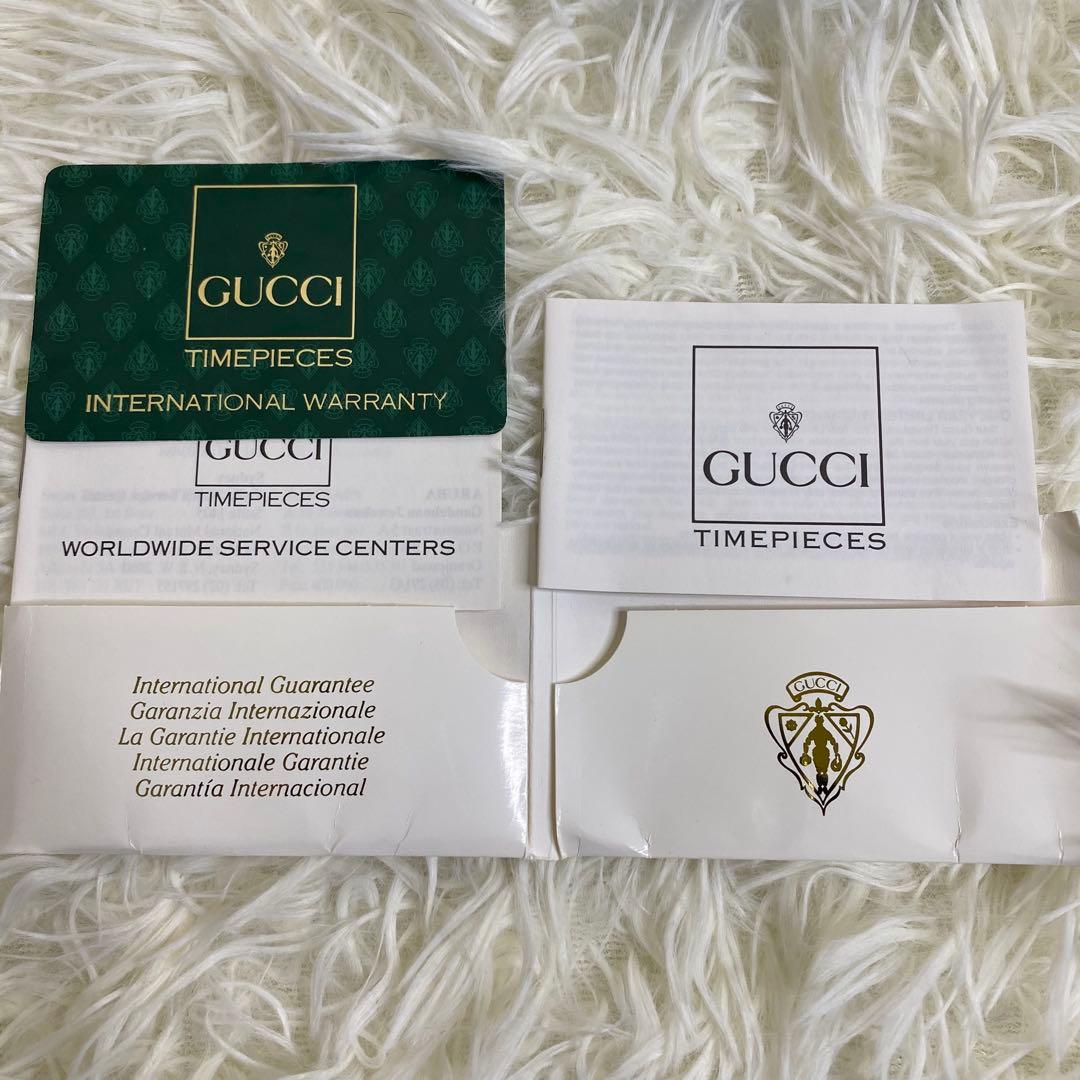 GUCCI
TIMEPIECES
INTERNATIONAL WARRANTY
GUCCI
TIMEPIECES
WORLDWIDE SERVICE CENTERS
International Guarantee
Garanzia Internazionale
La Garantie Internationale
Internationale Garantie
Garantía Internacional
GUCCI
TIMEPIECES
GUCCI